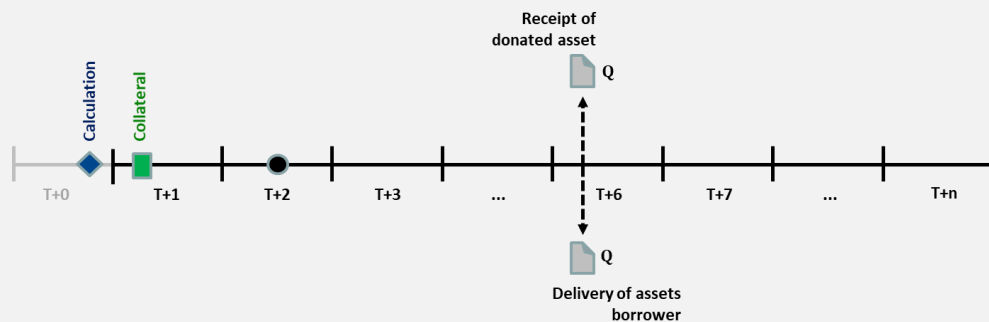 Receipt of
donated asset
Q
Calculation
Collateral
T+0
T+1
T+2
T+3
...
T+6
T+7
...
T+n
Q
Delivery of assets
borrower